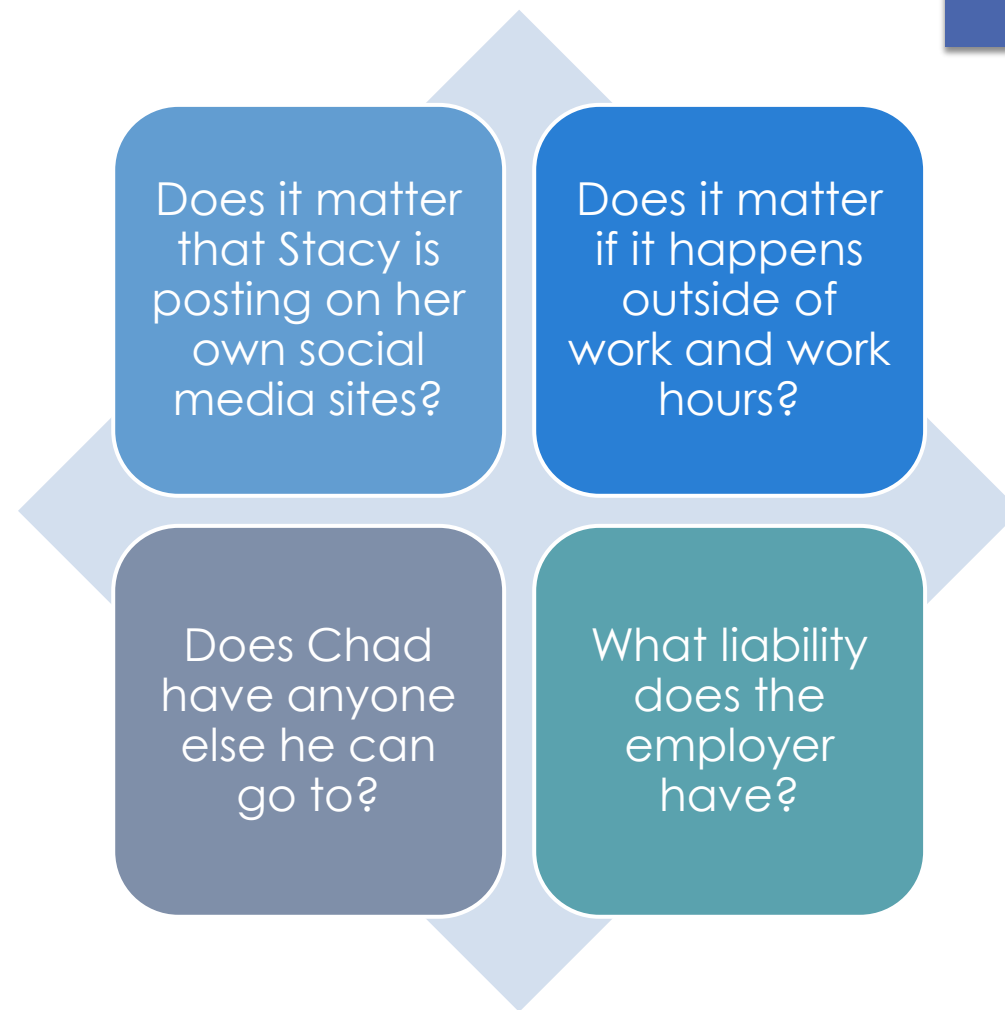 Does it matter
that Stacy is
posting on her
own social
media sites?
Does it matter
if it happens
outside of
work and work
hours?
Does Chad
have anyone
else he can
go to?
What liability
does the
employer
have?